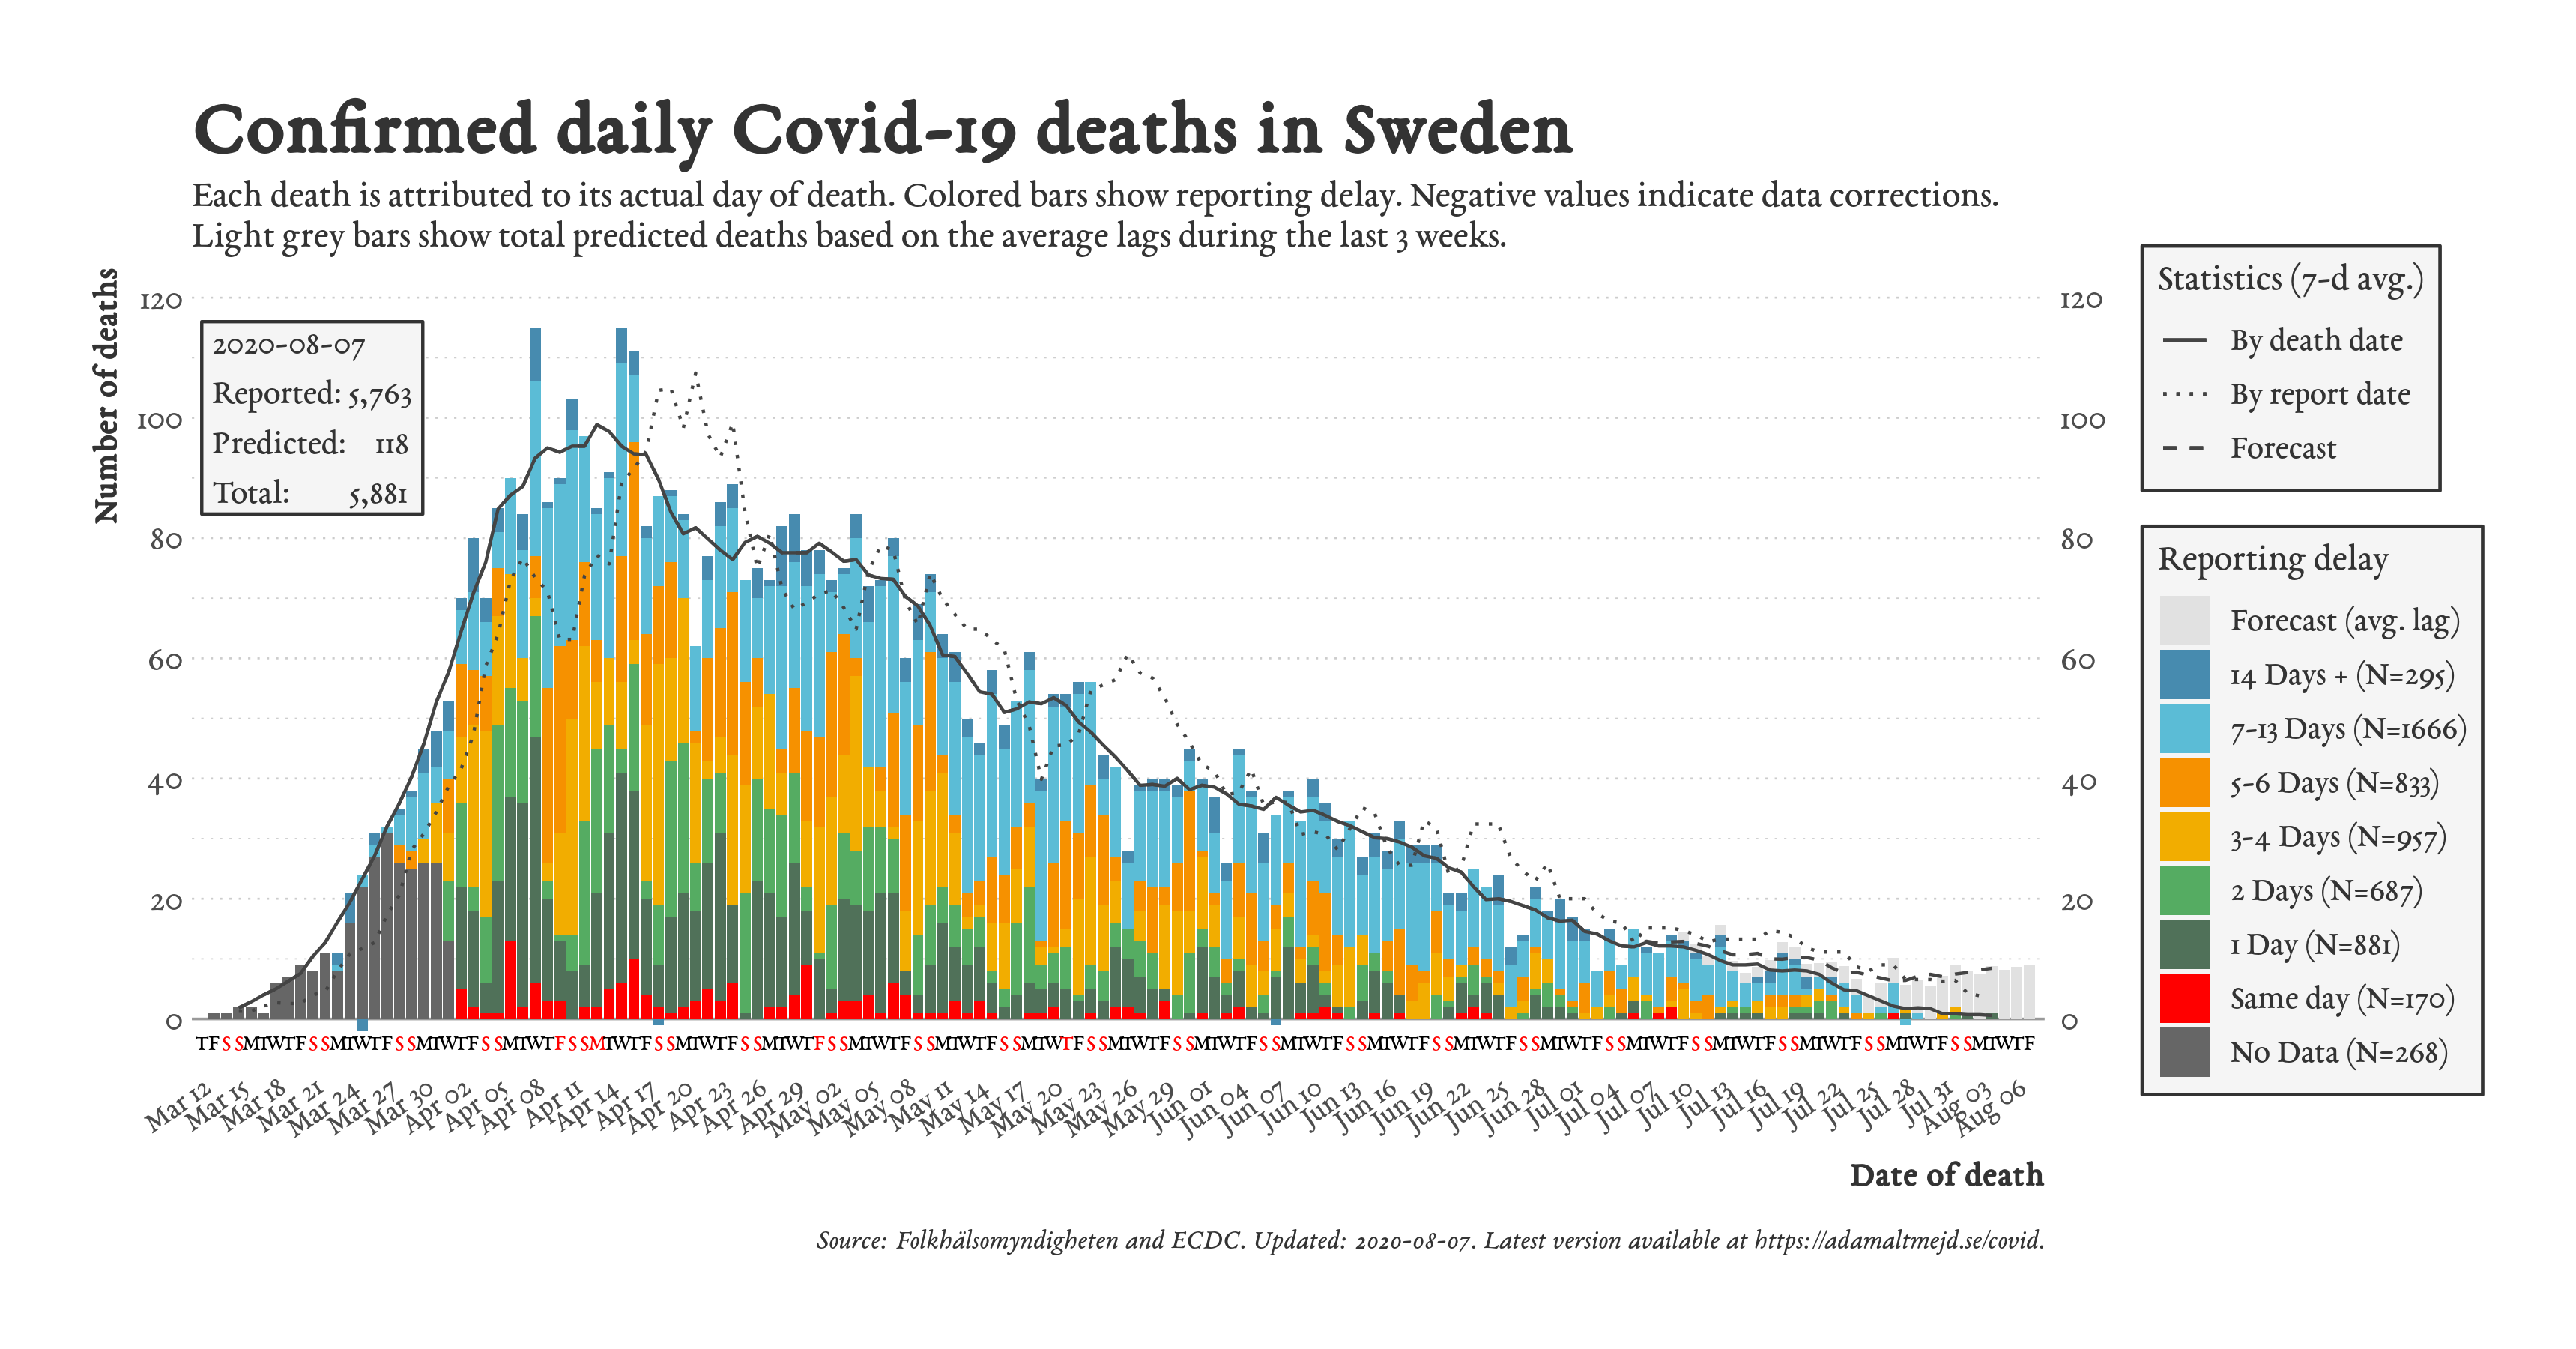 Confirmed daily Covid-19 deaths in Sweden
Each death is attributed to its actual day of death. Colored bars show reporting delay. Negative values indicate data corrections.
Light grey bars show total predicted deaths based on the average lags during the last 3 weeks.
Number of deaths
120
100
80
60
40
20
0
2020-08-07
Reported: 5,763
Predicted: 118
Total: 5,881
120
100
80
60
40
20
0
Statistics (7-d avg.)
By death date
By report date
Forecast
Reporting delay
Forecast (avg. lag)
14 Days + (N=295)
7-13 Days (N=1666)
5-6 Days (N=833)
3-4 Days (N=957)
2 Days (N=687)
1 Day (N=881)
Same day (N=170)
No Data (N=268)
TFSSMTWTFSSMTWTFSSMTWTFSSMTWTFSSMTWTFSSMTWTFSSMTWTFSSMTWTFSSMTWTFSSMTWTFSSMTWTFSSMTWTFSSMTWTFSSMTWTFSSMTWTFSSMTWTFSSMTWTFSSMTWTFSSMTWTFSSMTWTFSSMTWTF
Mar 12 Mar 15 Mar 18 Mar 21 Mar 24 Mar 27 Mar 30 Apr 02 Apr 05 Apr 08 Apr 11 Apr 14 Apr 17 Apr 20 Apr 23 Apr 26 Apr 29 May 02 May 05 May 08 May 11 May 14 May 17 May 20 May 23 May 26 May 29 Jun 01 Jun 04 Jun 07 Jun 10 Jun 13 Jun 16 Jun 19 Jun 22 Jun 25 Jun 28 Jul 01 Jul 04 Jul 07 Jul 10 Jul 13 Jul 16 Jul 19 Jul 22 Jul 25 Jul 28 Jul 31 Aug 03 Aug 06
Date of death
Source: Folkhälsomyndigheten and ECDC. Updated: 2020-08-07. Latest version available at https://adamaltmejd.se/covid.